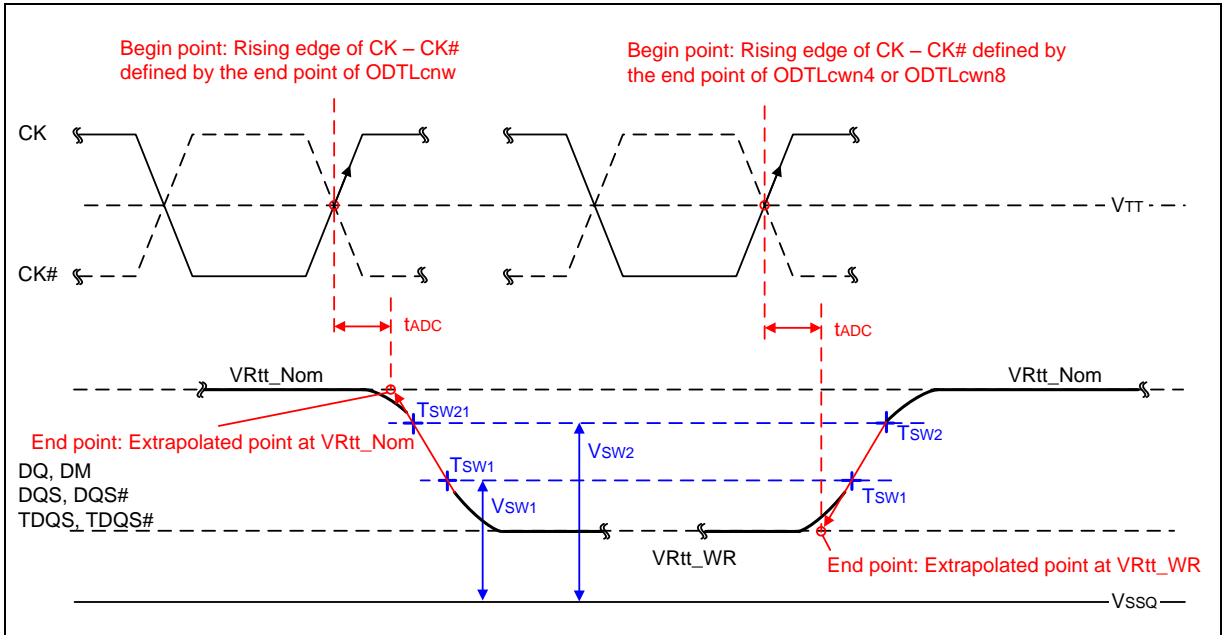 Begin point: Rising edge of CK – CK#
defined by the end point of ODTLcnw
Begin point: Rising edge of CK – CK# defined by
the end point of ODTLcwn4 or ODTLcwn8
CK
VTT
CK#
tADC
tADC
VRtt_Nom
VRtt_Nom
TSW21
TSW2
End point: Extrapolated point at VRtt_Nom
VSW2
DQ, DM
DQS, DQS#
TDQS, TDQS#
TSW1
VSW1
TSW1
VRtt_WR
End point: Extrapolated point at VRtt_WR
VSSQ